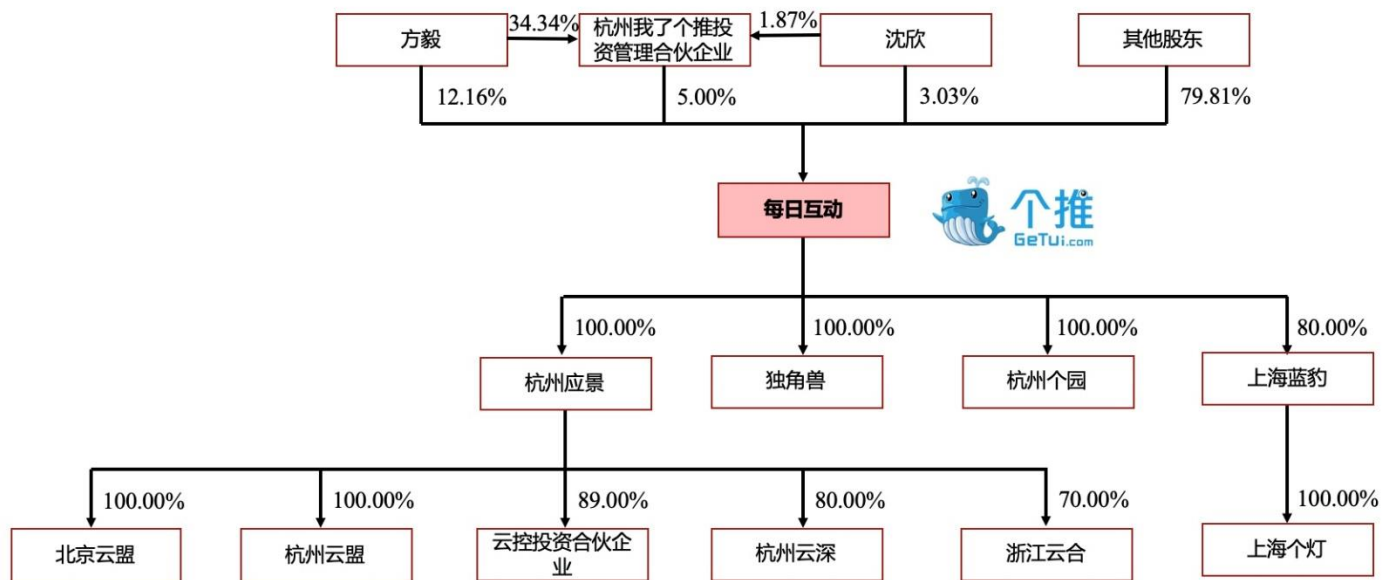 方毅
34.34%
杭州我了个推投
资管理合伙企业
1.87%
沈欣
其他股东
12.16%
5.00%
3.03%
79.81%
每日互动
个推
GeTui.com
100.00%
100.00%
100.00%
80.00%
杭州应景
独角兽
杭州个园
上海蓝豹
100.00%
100.00%
89.00%
80.00%
70.00%
100.00%
北京云盟
杭州云盟
云控投资合伙企
业
杭州云深
浙江云合
上海个灯